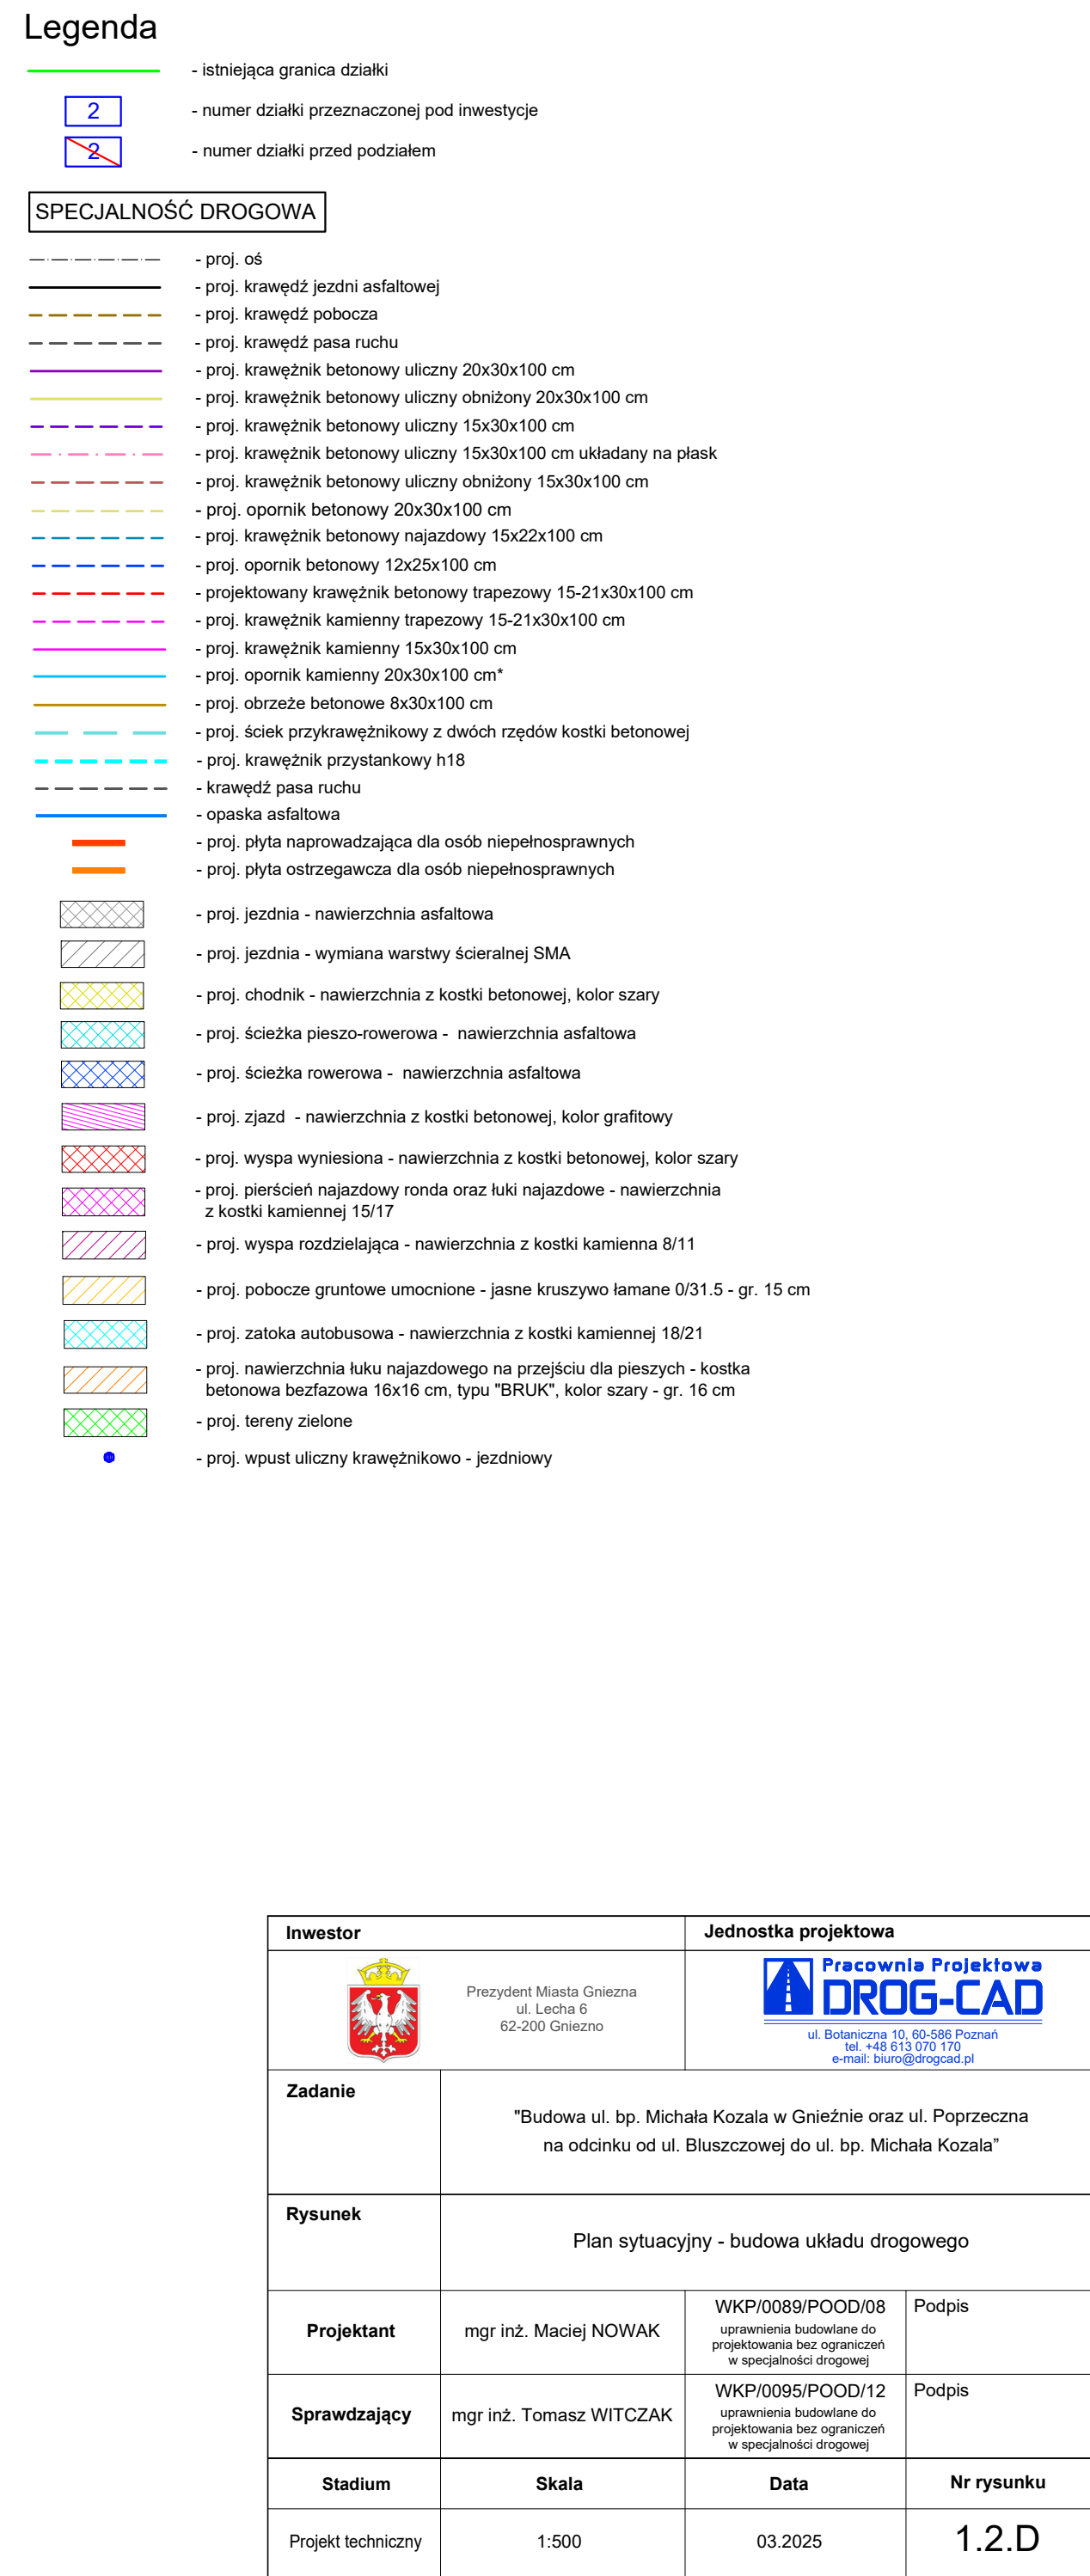 Legenda
- istniejąca granica działki
2
- numer działki przeznaczonej pod inwestycje
2
- numer działki przed podziałem
SPECJALNOŚĆ DROGOWA
- proj. oś
- proj. krawędź jezdni asfaltowej
- proj. krawędź pobocza
- proj. krawędź pasa ruchu
- proj. krawężnik betonowy uliczny 20x30x100 cm
- proj. krawężnik betonowy uliczny obniżony 20x30x100 cm
- proj. krawężnik betonowy uliczny 15x30x100 cm
- proj. krawężnik betonowy uliczny 15x30x100 cm układany na płask
- proj. krawężnik betonowy uliczny obniżony 15x30x100 cm
- proj. opornik betonowy 20x30x100 cm
- proj. krawężnik betonowy najazdowy 15x22x100 cm
- proj. opornik betonowy 12x25x100 cm
- projektowany krawężnik betonowy trapezowy 15-21x30x100 cm
- proj. krawężnik kamienny trapezowy 15-21x30x100 cm
- proj. krawężnik kamienny 15x30x100 cm
- proj. opornik kamienny 20x30x100 cm*
- proj. obrzeże betonowe 8x30x100 cm
- proj. ściek przykrawężnikowy z dwóch rzędów kostki betonowej
- proj. krawężnik przystankowy h18
- krawędź pasa ruchu
- opaska asfaltowa
- proj. płyta naprowadzająca dla osób niepełnosprawnych
- proj. płyta ostrzegawcza dla osób niepełnosprawnych
- proj. jezdnia - nawierzchnia asfaltowa
- proj. jezdnia - wymiana warstwy ścieralnej SMA
- proj. chodnik - nawierzchnia z kostki betonowej, kolor szary
- proj. ścieżka pieszo-rowerowa - nawierzchnia asfaltowa
- proj. ścieżka rowerowa - nawierzchnia asfaltowa
- proj. zjazd - nawierzchnia z kostki betonowej, kolor grafitowy
- proj. wyspa wyniesiona - nawierzchnia z kostki betonowej, kolor szary
- proj. pierścień najazdowy ronda oraz łuki najazdowe - nawierzchnia
z kostki kamiennej 15/17
- proj. wyspa rozdzielająca - nawierzchnia z kostki kamienna 8/11
- proj. pobocze gruntowe umocnione - jasne kruszywo łamane 0/31.5 - gr. 15 cm
- proj. zatoka autobusowa - nawierzchnia z kostki kamiennej 18/21
- proj. nawierzchnia łuku najazdowego na przejściu dla pieszych - kostka
betonowa bezfazowa 16x16 cm, typu "BRUK", kolor szary - gr. 16 cm
- proj. tereny zielone
- proj. wpust uliczny krawężnikowo - jezdniowy
Inwestor
Jednostka projektowa
Prezydent Miasta Gniezna
ul. Lecha 6
62-200 Gniezno
Pracownia Projektowa
DROG-CAD
ul. Botaniczna 10, 60-586 Poznań
tel. +48 613 070 170
e-mail: biuro@drogcad.pl
Zadanie
"Budowa ul. bp. Michała Kozala w Gnieźnie oraz ul. Poprzeczna
na odcinku od ul. Bluszczowej do ul. bp. Michała Kozala”
Rysunek
Plan sytuacyjny - budowa układu drogowego
Projektant
mgr inż. Maciej NOWAK
WKP/0089/POOD/08
uprawnienia budowlane do
projektowania bez ograniczeń
w specjalności drogowej
Podpis
Sprawdzający
mgr inż. Tomasz WITCZAK
WKP/0095/POOD/12
uprawnienia budowlane do
projektowania bez ograniczeń
w specjalności drogowej
Podpis
Stadium
Skala
Data
Nr rysunku
Projekt techniczny
1:500
03.2025
1.2.D